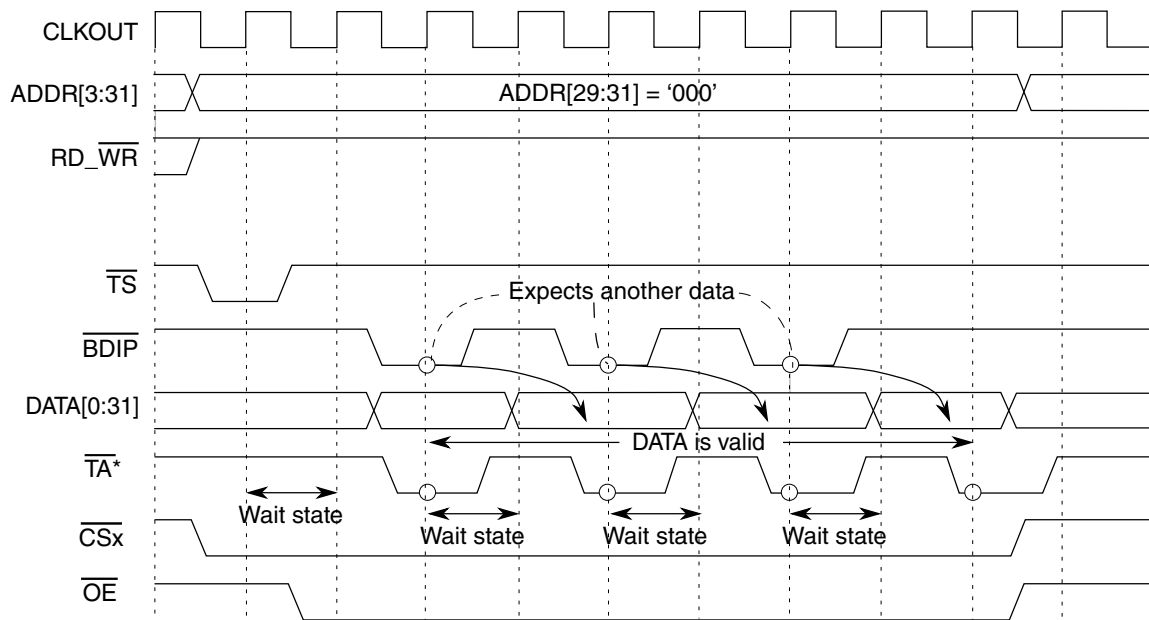 CLKOUT
ADDR[3:31]
ADDR[29:31] = ‘000’
RD_WR
TS
Expects another data
BDIP
DATA[0:31]
DATA is valid
TA*
Wait state
Wait state
Wait state
Wait state
CSx
OE